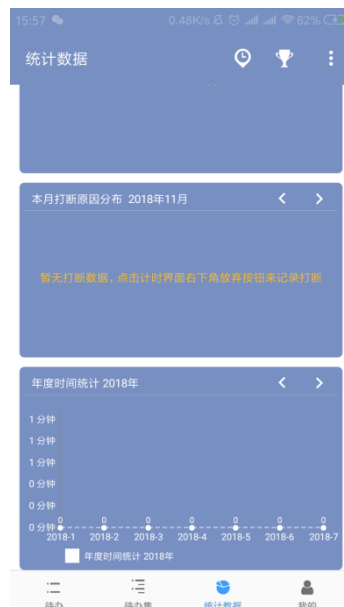 15:57 0.48K/s 62%
统计数据
本月打断原因分布 2018年11月
暂无打断数据，点击计时界面右下角放弃按钮来记录打断
年度时间统计 2018年
1 分钟
1 分钟
1 分钟
0 分钟
0 分钟
0 分钟
0 0 0 0 0 0 0
2018-1 2018-2 2018-3 2018-4 2018-5 2018-6 2018-7
年度时间统计 2018年
待办 待办集 统计数据 我的